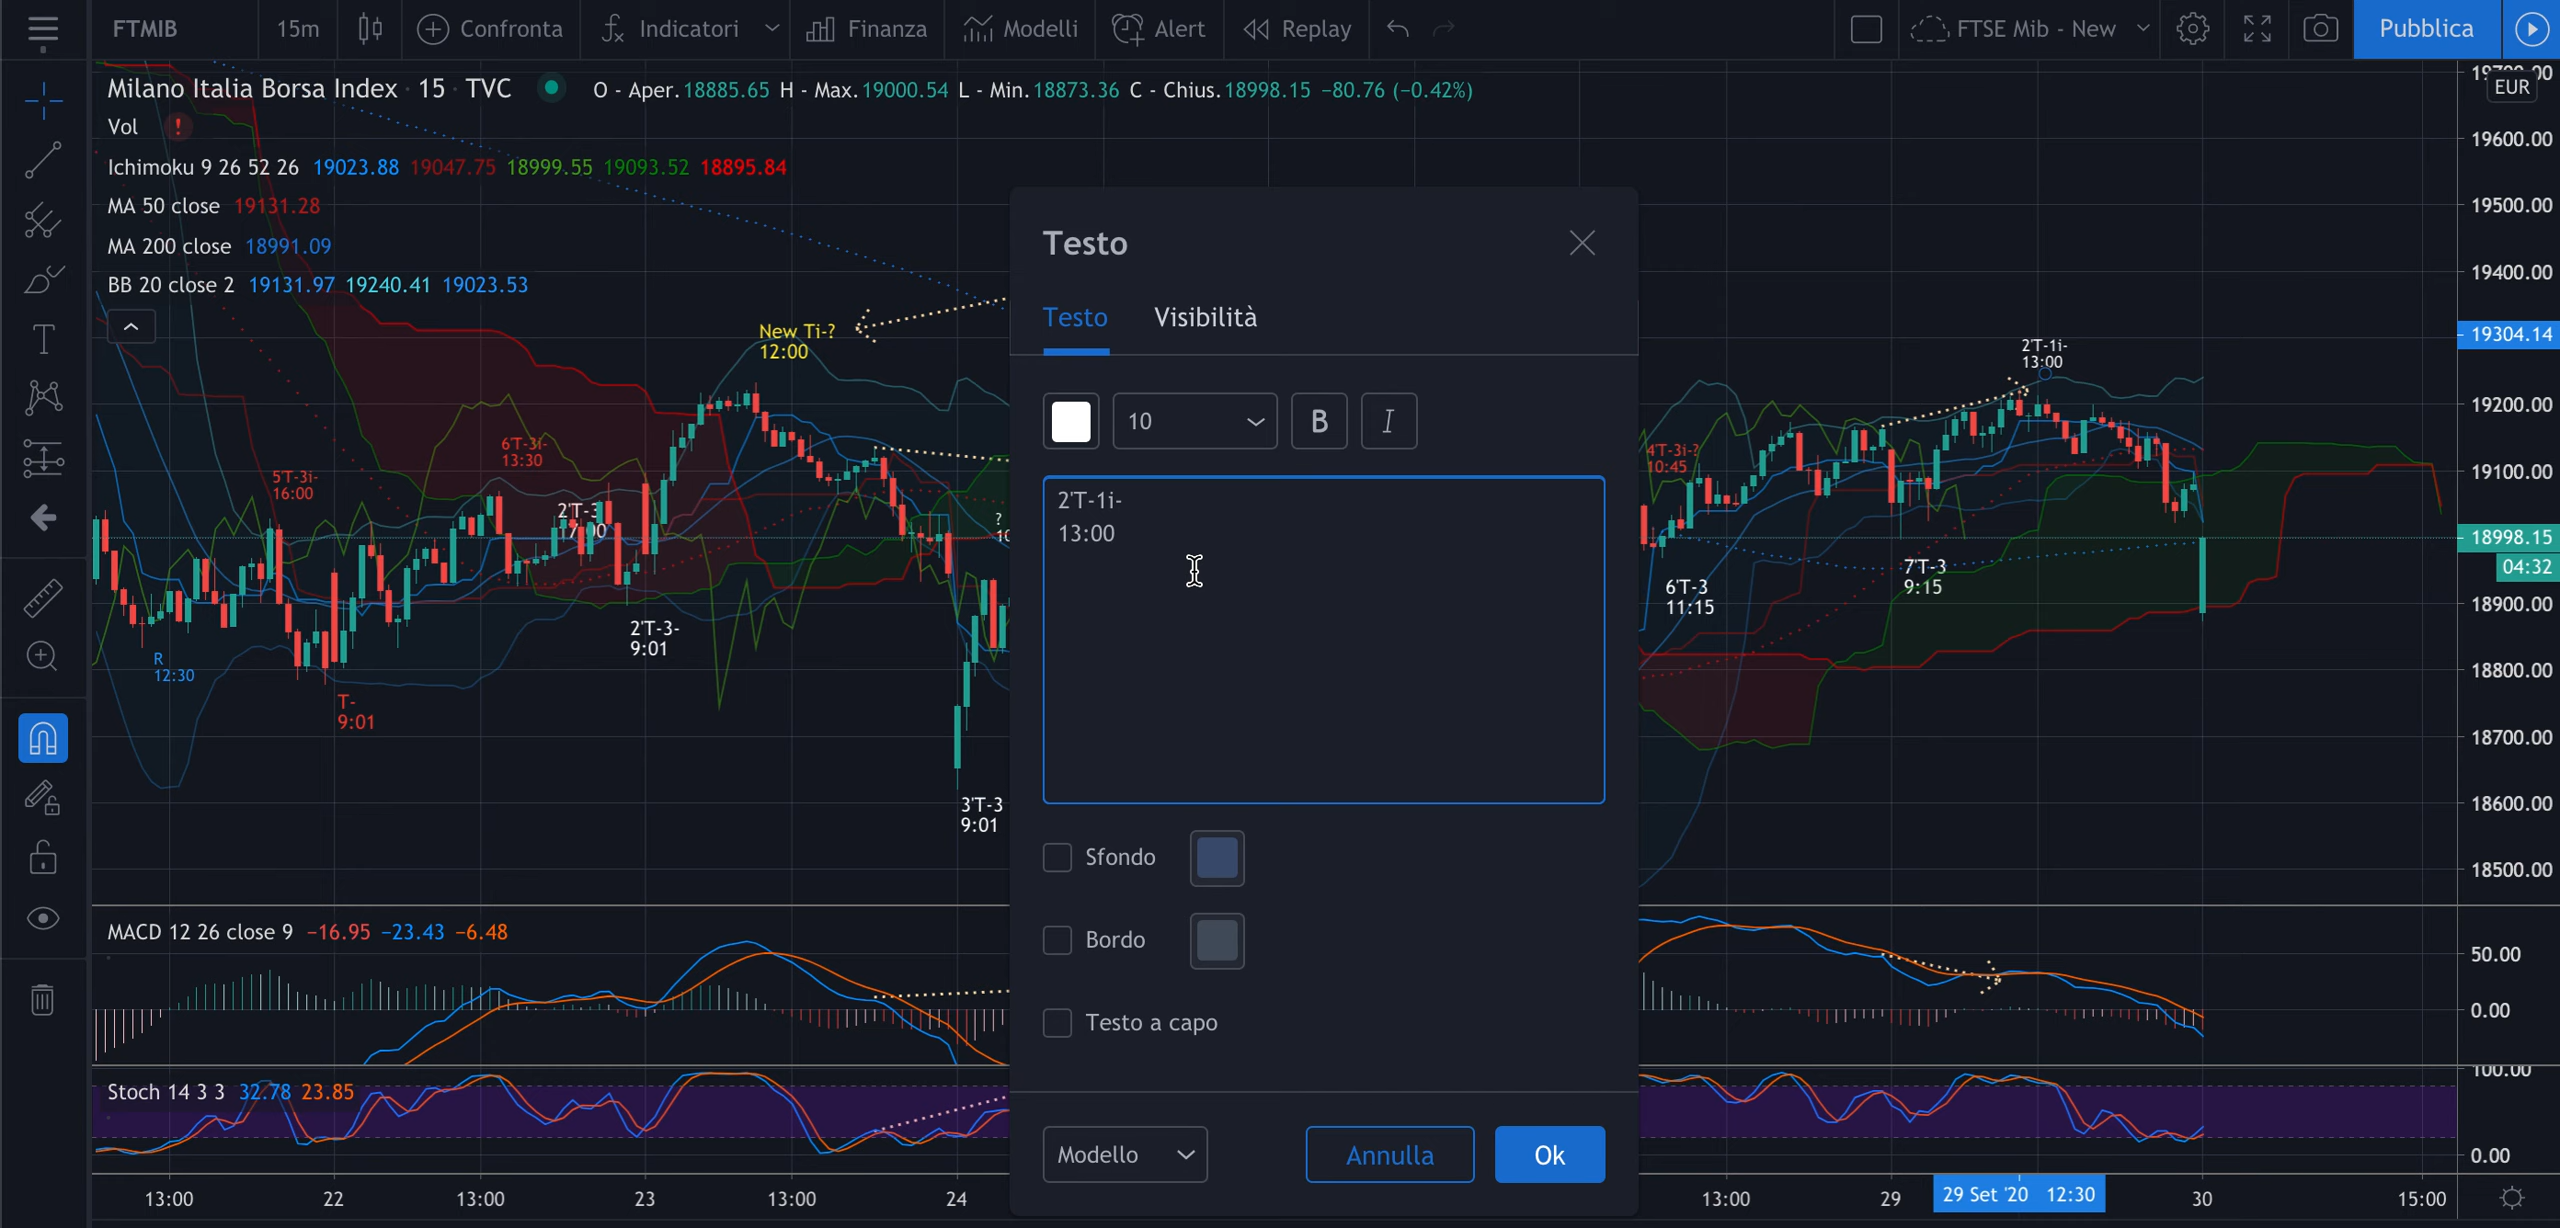 FTMIB 15m Confronta Indicatori Finanza Modelli Alert Replay FTSE Mib - New Pubblica
Milano Italia Borsa Index · 15 · TVC O - Aper.18885.65 H - Max.19000.54 L - Min.18873.36 C - Chius.18998.15 −80.76 (−0.42%)
EUR
Vol !
Ichimoku 9 26 52 26 19023.88 19047.75 18999.55 19093.52 18895.84
MA 50 close 19131.28
MA 200 close 18991.09
BB 20 close 2 19131.97 19240.41 19023.53
New Ti-?
12:00
6'T-3i-
13:30
5'T-3i-
16:00
2'T-3
2'T-3-
9:01
R
12:30
T-
9:01
3'T-3
9:01
Testo
Testo Visibilità
10 B I
2'T-1i-
13:00
Sfondo
Bordo
Testo a capo
Modello Annulla Ok
2'T-1i-
13:00
4'T-3i-?
10:45
6'T-3
11:15
7'T-3
9:15
19600.00
19500.00
19400.00
19304.14
19200.00
19100.00
18998.15
04:32
18900.00
18800.00
18700.00
18600.00
18500.00
MACD 12 26 close 9 −16.95 −23.43 −6.48
50.00
0.00
Stoch 14 3 3 32.78 23.85
100.00
0.00
13:00 22 13:00 23 13:00 24 13:00 29 29 Set '20 12:30 30 15:00